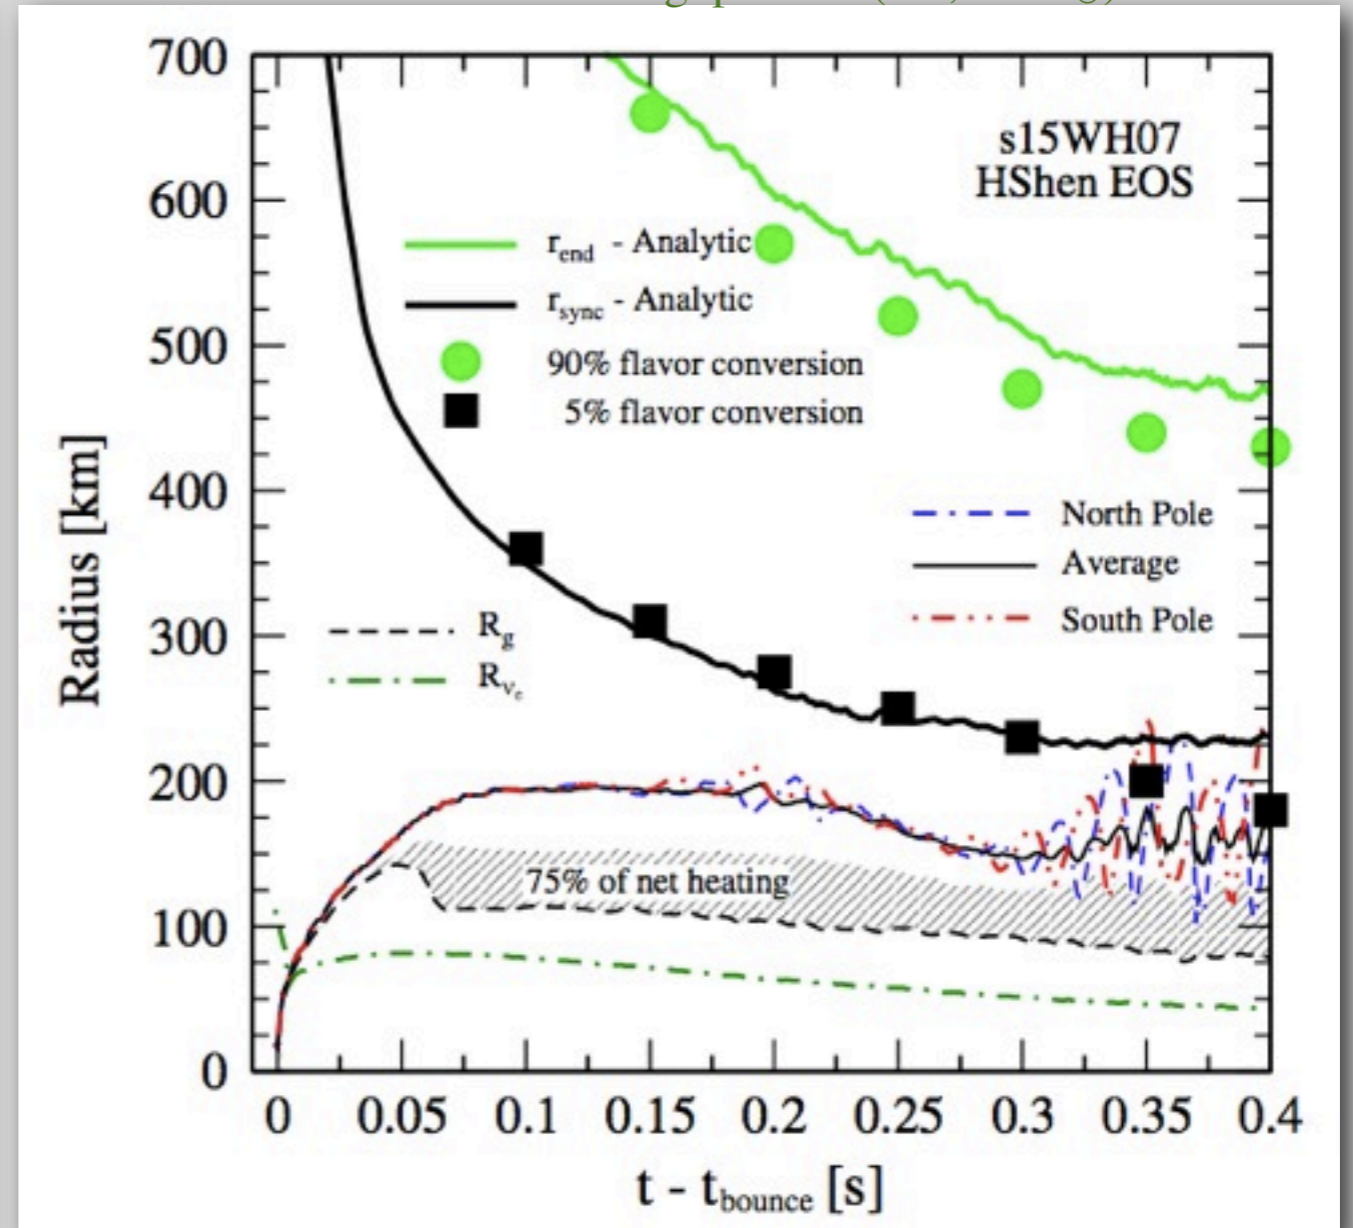 700
s15WH07
HShen EOS
600
r_end - Analytic
r_sync - Analytic
500
90% flavor conversion
5% flavor conversion
400
North Pole
Average
South Pole
Radius [km]
300
R_g
R_νe
200
75% of net heating
100
0
0 0.05 0.1 0.15 0.2 0.25 0.3 0.35 0.4
t - t_bounce [s]